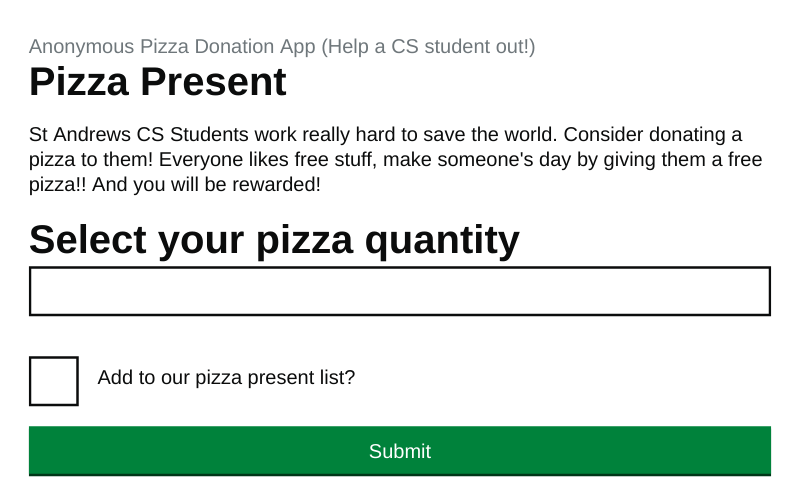 Anonymous Pizza Donation App (Help a CS student out!)
Pizza Present
St Andrews CS Students work really hard to save the world. Consider donating a
pizza to them! Everyone likes free stuff, make someone's day by giving them a free
pizza!! And you will be rewarded!
Select your pizza quantity
Add to our pizza present list?
Submit